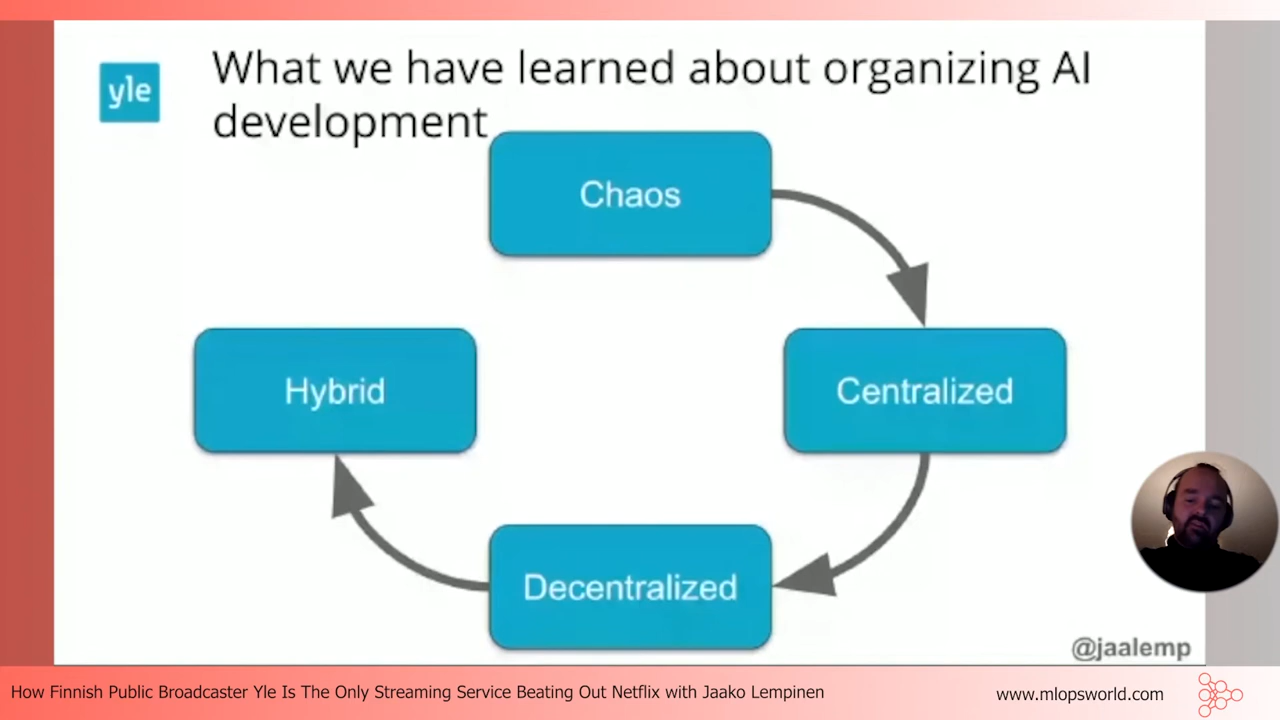 yle
What we have learned about organizing AI
development
Chaos
Hybrid
Centralized
Decentralized
@jaalemp
How Finnish Public Broadcaster Yle Is The Only Streaming Service Beating Out Netflix with Jaako Lempinen
www.mlopsworld.com